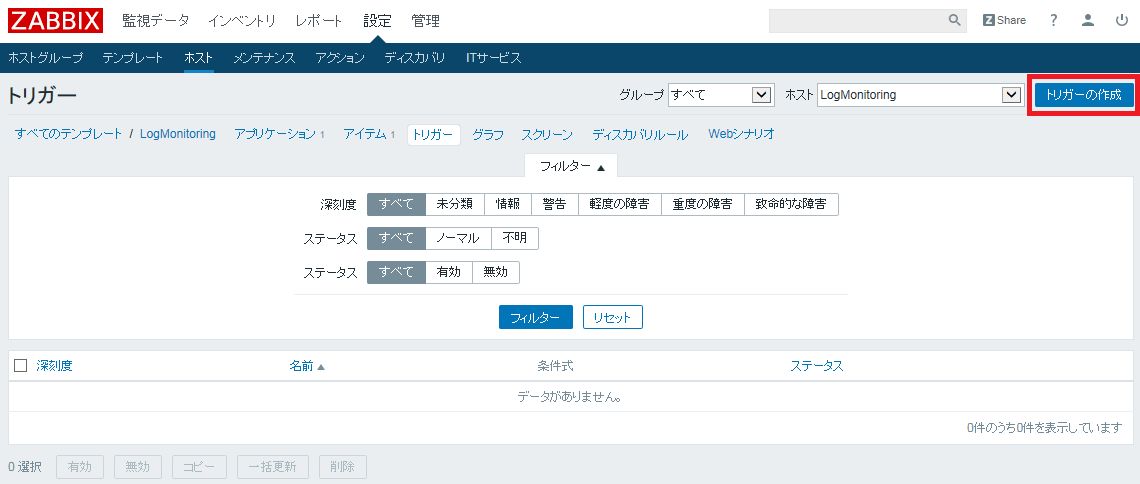 ZABBIX 監視データ インベントリ レポート 設定 管理 Z Share ?
ホストグループ テンプレート ホスト メンテナンス アクション ディスカバリ ITサービス
トリガー グループ すべて ホスト LogMonitoring トリガーの作成
すべてのテンプレート / LogMonitoring アプリケーション 1 アイテム 1 トリガー グラフ スクリーン ディスカバリルール Webシナリオ
フィルター ▲
深刻度 すべて 未分類 情報 警告 軽度の障害 重度の障害 致命的な障害
ステータス すべて ノーマル 不明
ステータス すべて 有効 無効
フィルター リセット
深刻度 名前 ▲ 条件式 ステータス
データがありません。
0件のうち0件を表示しています
0 選択 有効 無効 コピー 一括更新 削除